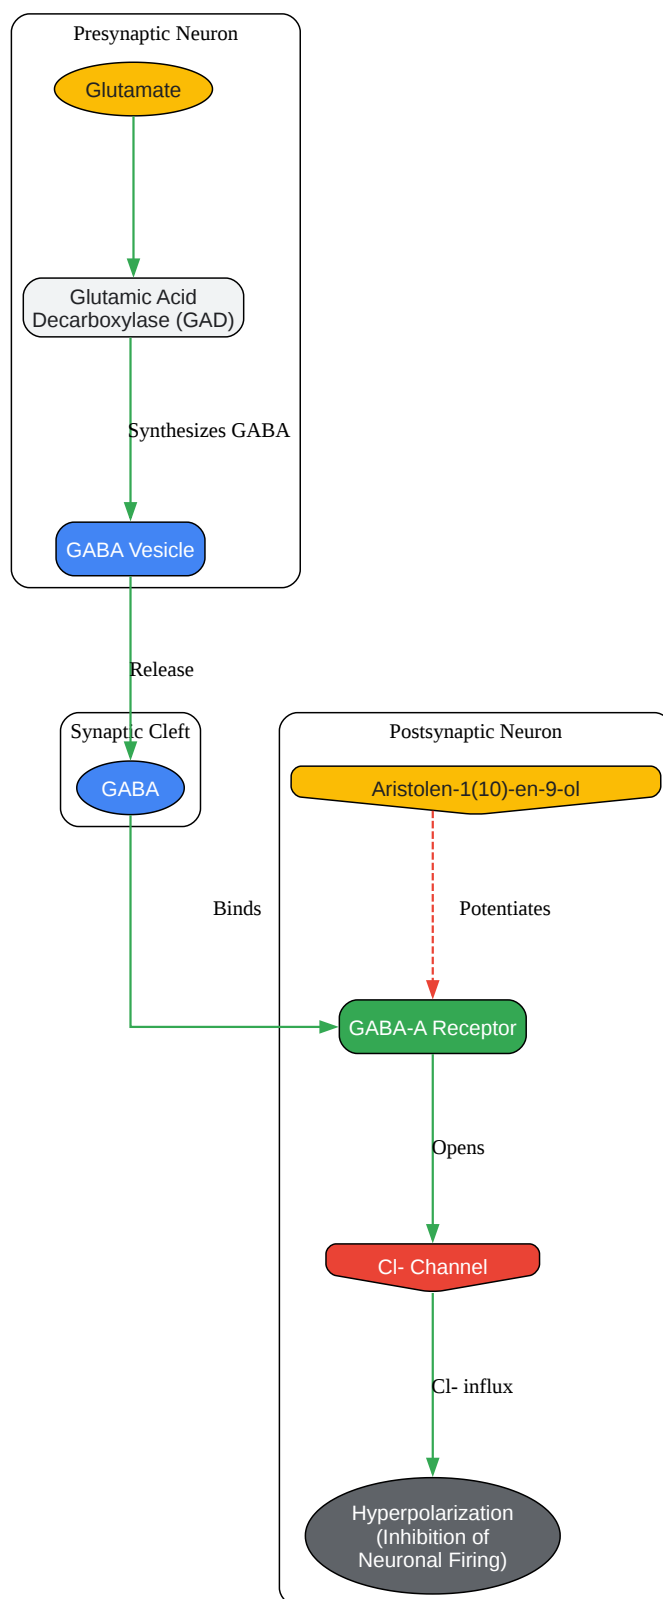 Presynaptic Neuron
Glutamate
Glutamic Acid
Decarboxylase (GAD)
Synthesizes GABA
GABA Vesicle
Release
Synaptic Cleft
GABA
Postsynaptic Neuron
Aristolen-1(10)-en-9-ol
Binds
Potentiates
GABA-A Receptor
Opens
Cl- Channel
Cl- influx
Hyperpolarization
(Inhibition of
Neuronal Firing)